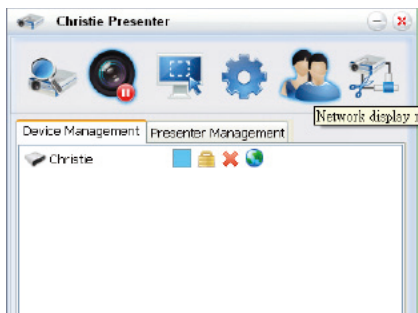 Christie Presenter
Network display
Device Management Presenter Management
Christie